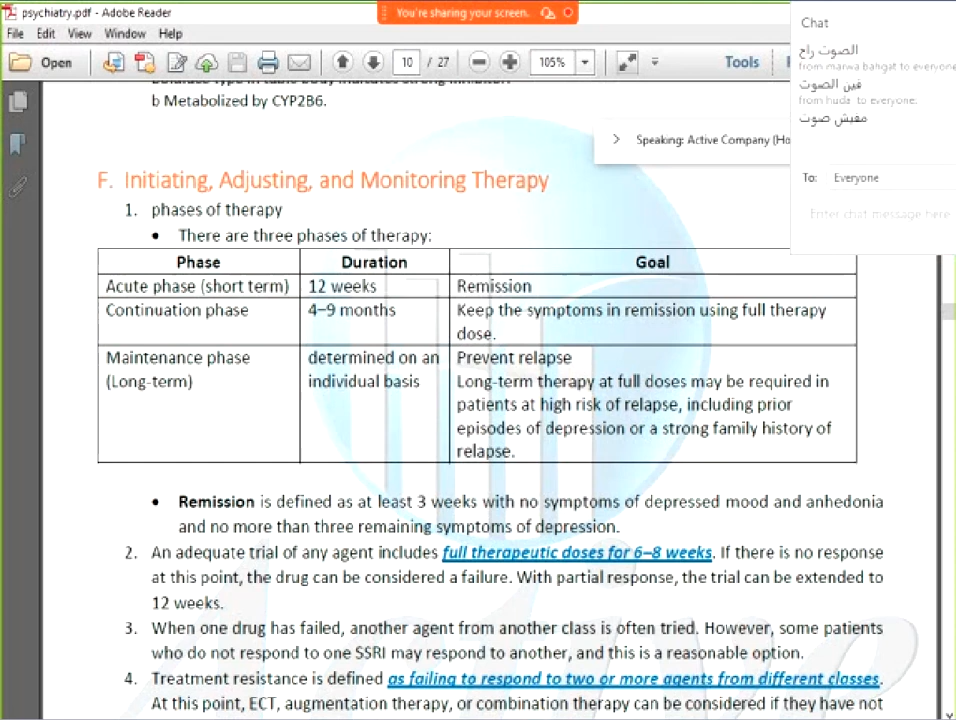 psychiatry.pdf - Adobe Reader
You're sharing your screen.
File Edit View Window Help
Open
10 / 27
105%
Tools
Chat
الصوت راح
from marwa bahgat to everyone
فين الصوت
from huda to everyone:
مفيش صوت
To: Everyone
Enter chat message here
Speaking: Active Company (Ho
b Metabolized by CYP2B6.
F. Initiating, Adjusting, and Monitoring Therapy
1. phases of therapy
• There are three phases of therapy:
Phase Duration Goal
Acute phase (short term) 12 weeks Remission
Continuation phase 4–9 months Keep the symptoms in remission using full therapy
dose.
Maintenance phase determined on an Prevent relapse
(Long-term) individual basis Long-term therapy at full doses may be required in
patients at high risk of relapse, including prior
episodes of depression or a strong family history of
relapse.
• Remission is defined as at least 3 weeks with no symptoms of depressed mood and anhedonia
and no more than three remaining symptoms of depression.
2. An adequate trial of any agent includes full therapeutic doses for 6–8 weeks. If there is no response
at this point, the drug can be considered a failure. With partial response, the trial can be extended to
12 weeks.
3. When one drug has failed, another agent from another class is often tried. However, some patients
who do not respond to one SSRI may respond to another, and this is a reasonable option.
4. Treatment resistance is defined as failing to respond to two or more agents from different classes.
At this point, ECT, augmentation therapy, or combination therapy can be considered if they have not